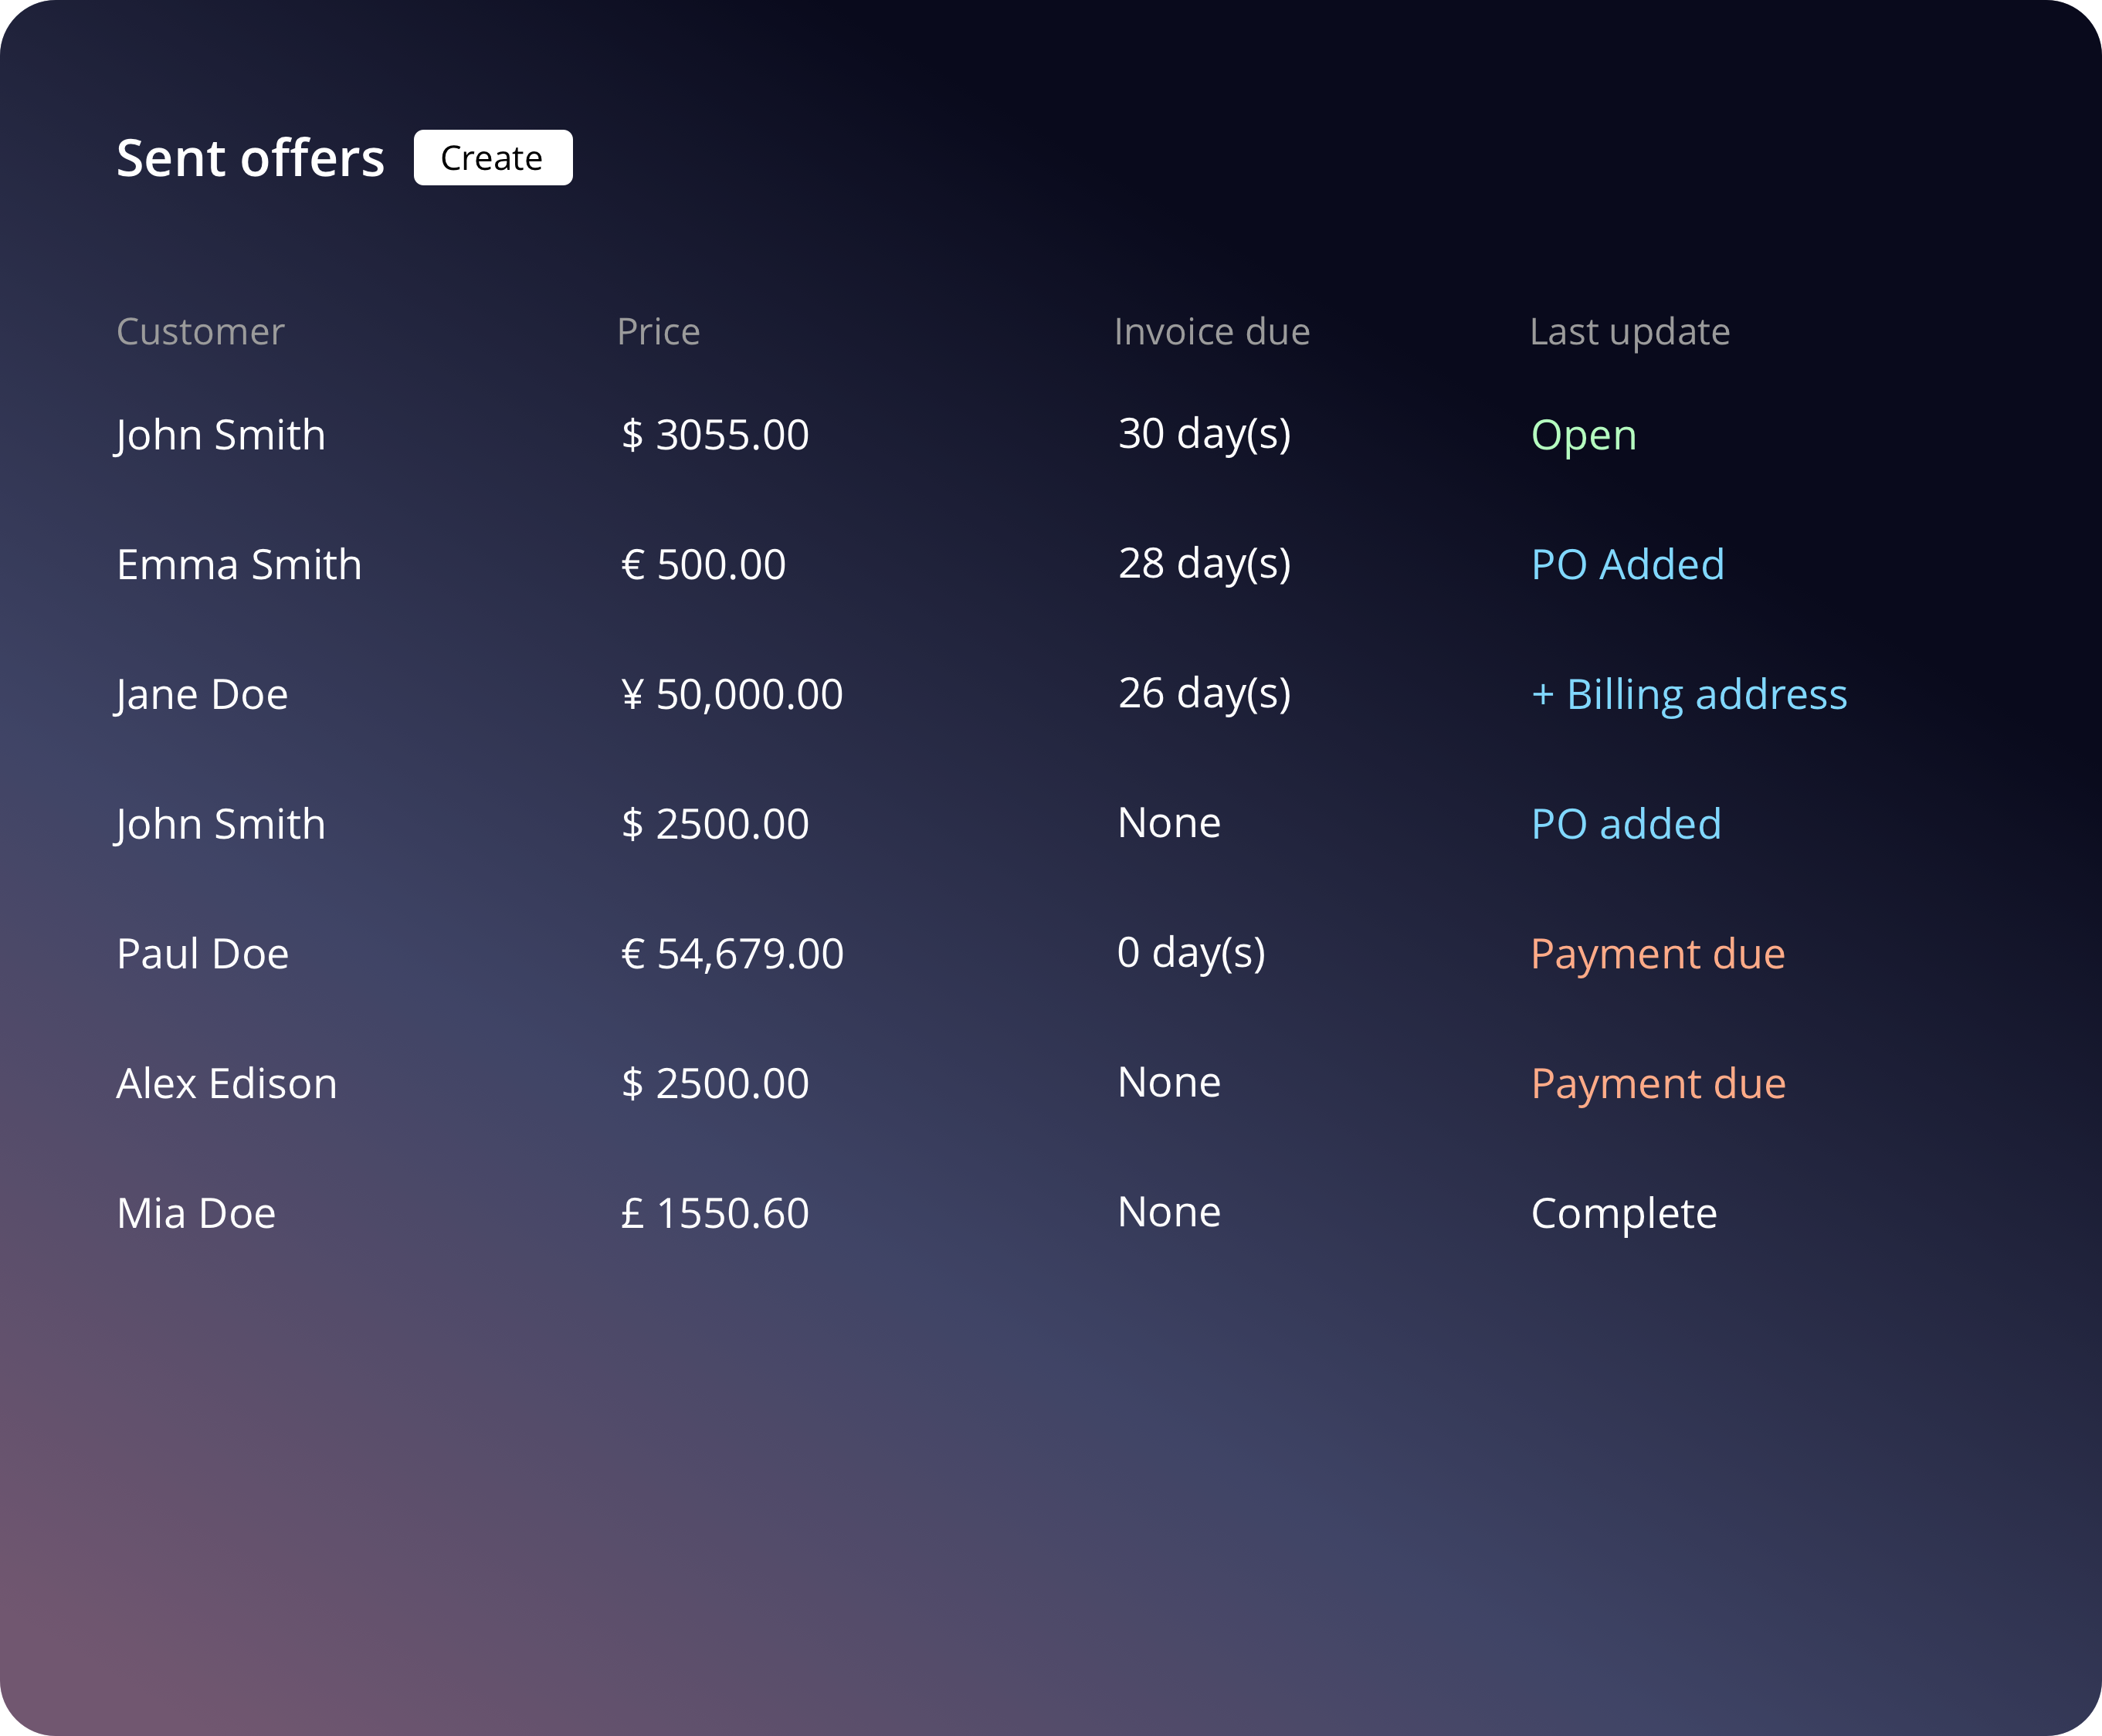 Sent offers Create
Customer Price Invoice due Last update
John Smith $ 3055.00 30 day(s) Open
Emma Smith € 500.00 28 day(s) PO Added
Jane Doe ¥ 50,000.00 26 day(s) + Billing address
John Smith $ 2500.00 None PO added
Paul Doe € 54,679.00 0 day(s) Payment due
Alex Edison $ 2500.00 None Payment due
Mia Doe £ 1550.60 None Complete